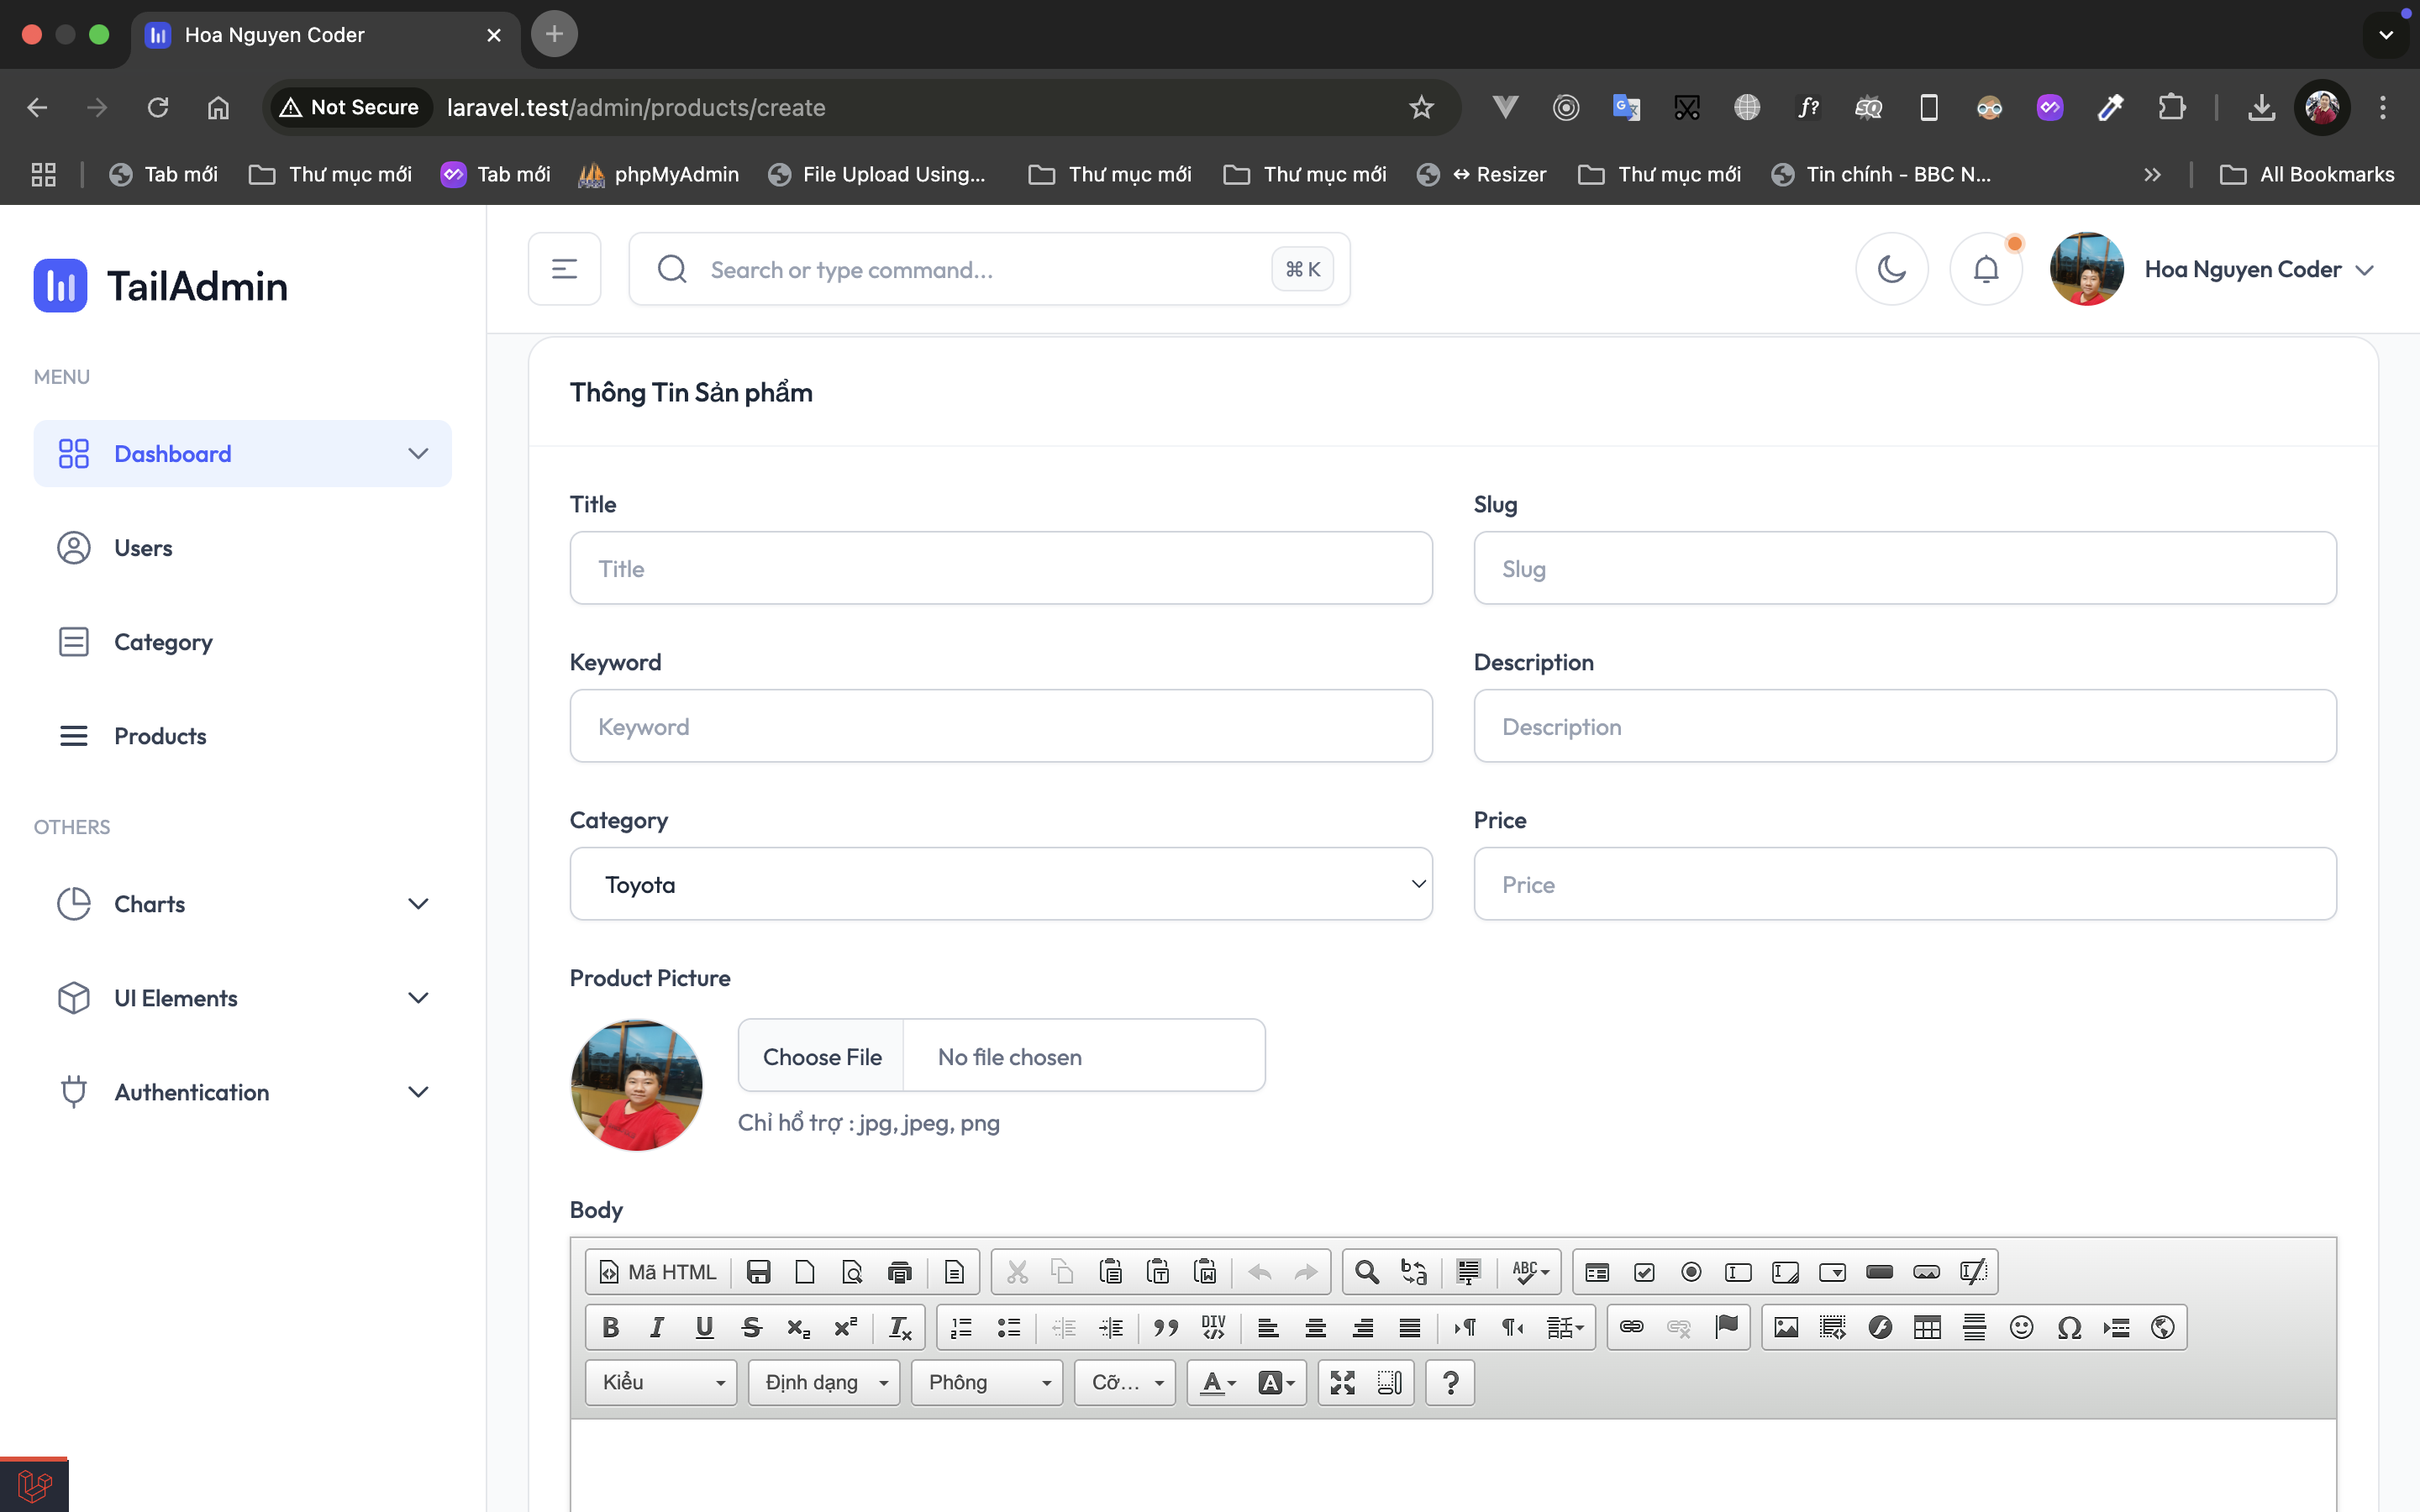 Hoa Nguyen Coder
Not Secure
laravel.test/admin/products/create
Tab mới
Thư mục mới
Tab mới
phpMyAdmin
File Upload Using...
Thư mục mới
Thư mục mới
↔ Resizer
Thư mục mới
Tin chính - BBC N...
All Bookmarks
TailAdmin
Search or type command...
⌘ K
Hoa Nguyen Coder
MENU
Dashboard
Users
Category
Products
OTHERS
Charts
UI Elements
Authentication
Thông Tin Sản phẩm
Title
Slug
Title
Slug
Keyword
Description
Keyword
Description
Category
Price
Toyota
Price
Product Picture
Choose File
No file chosen
Chỉ hổ trợ : jpg, jpeg, png
Body
Mã HTML
Kiểu
Định dạng
Phông
Cỡ...